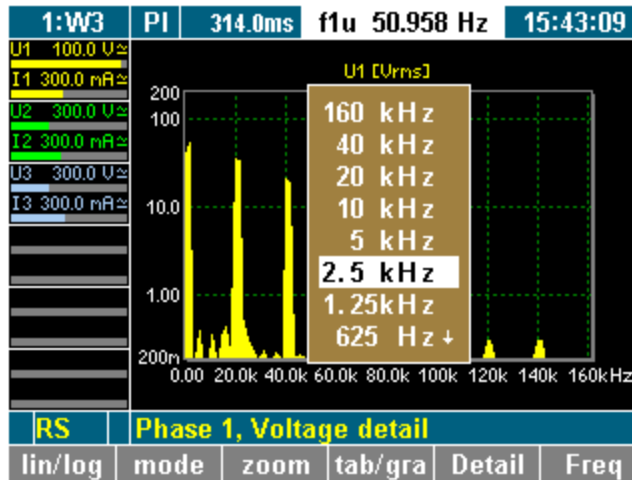 1:W3 PI 314.0ms f1u 50.958 Hz 15:43:09
U1 100.0 V≃
I1 300.0 mA≃
U2 300.0 V≃
I2 300.0 mA≃
U3 300.0 V≃
I3 300.0 mA≃
U1 [Vrms]
200
100
10.0
1.00
200m
160 kHz
40 kHz
20 kHz
10 kHz
5 kHz
2.5 kHz
1.25kHz
625 Hz↓
0.00 20.0k 40.0k 60.0k 80.0k 100k 120k 140k 160kHz
RS Phase 1, Voltage detail
lin/log mode zoom tab/gra Detail Freq